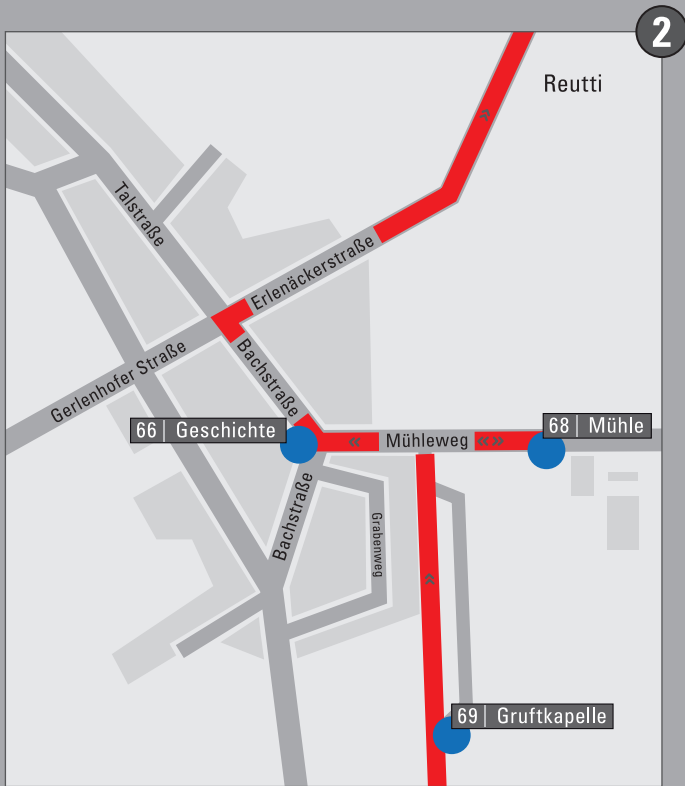 2
Reutti
Talstraße
Erlenäckerstraße
Gerlenhofer Straße
Bachstraße
66 | Geschichte
68 | Mühle
«
Mühleweg
«»
Bachstraße
Grabenweg
»
»
69 | Gruftkapelle